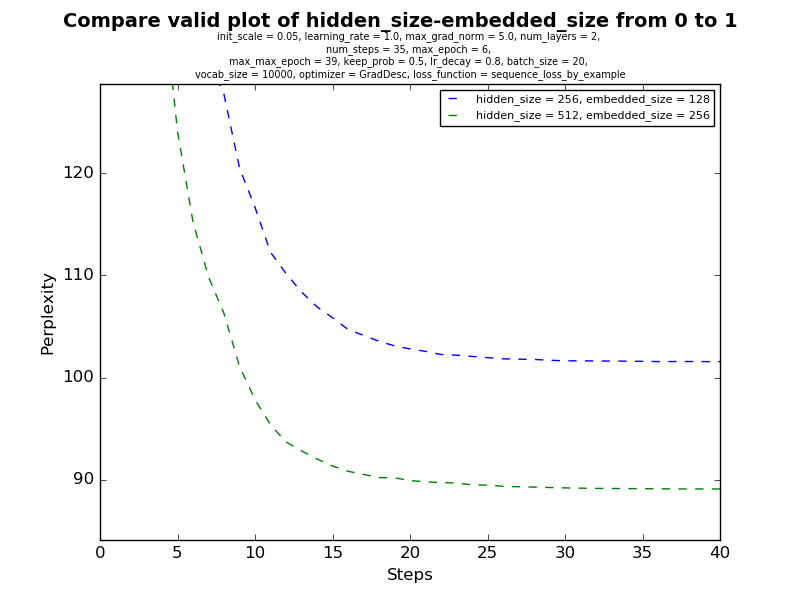 Compare valid plot of hidden_size-embedded_size from 0 to 1
init_scale = 0.05, learning_rate = 1.0, max_grad_norm = 5.0, num_layers = 2,
num_steps = 35, max_epoch = 6,
max_max_epoch = 39, keep_prob = 0.5, lr_decay = 0.8, batch_size = 20,
vocab_size = 10000, optimizer = GradDesc, loss_function = sequence_loss_by_example
hidden_size = 256, embedded_size = 128
hidden_size = 512, embedded_size = 256
120
110
100
90
Perplexity
0 5 10 15 20 25 30 35 40
Steps